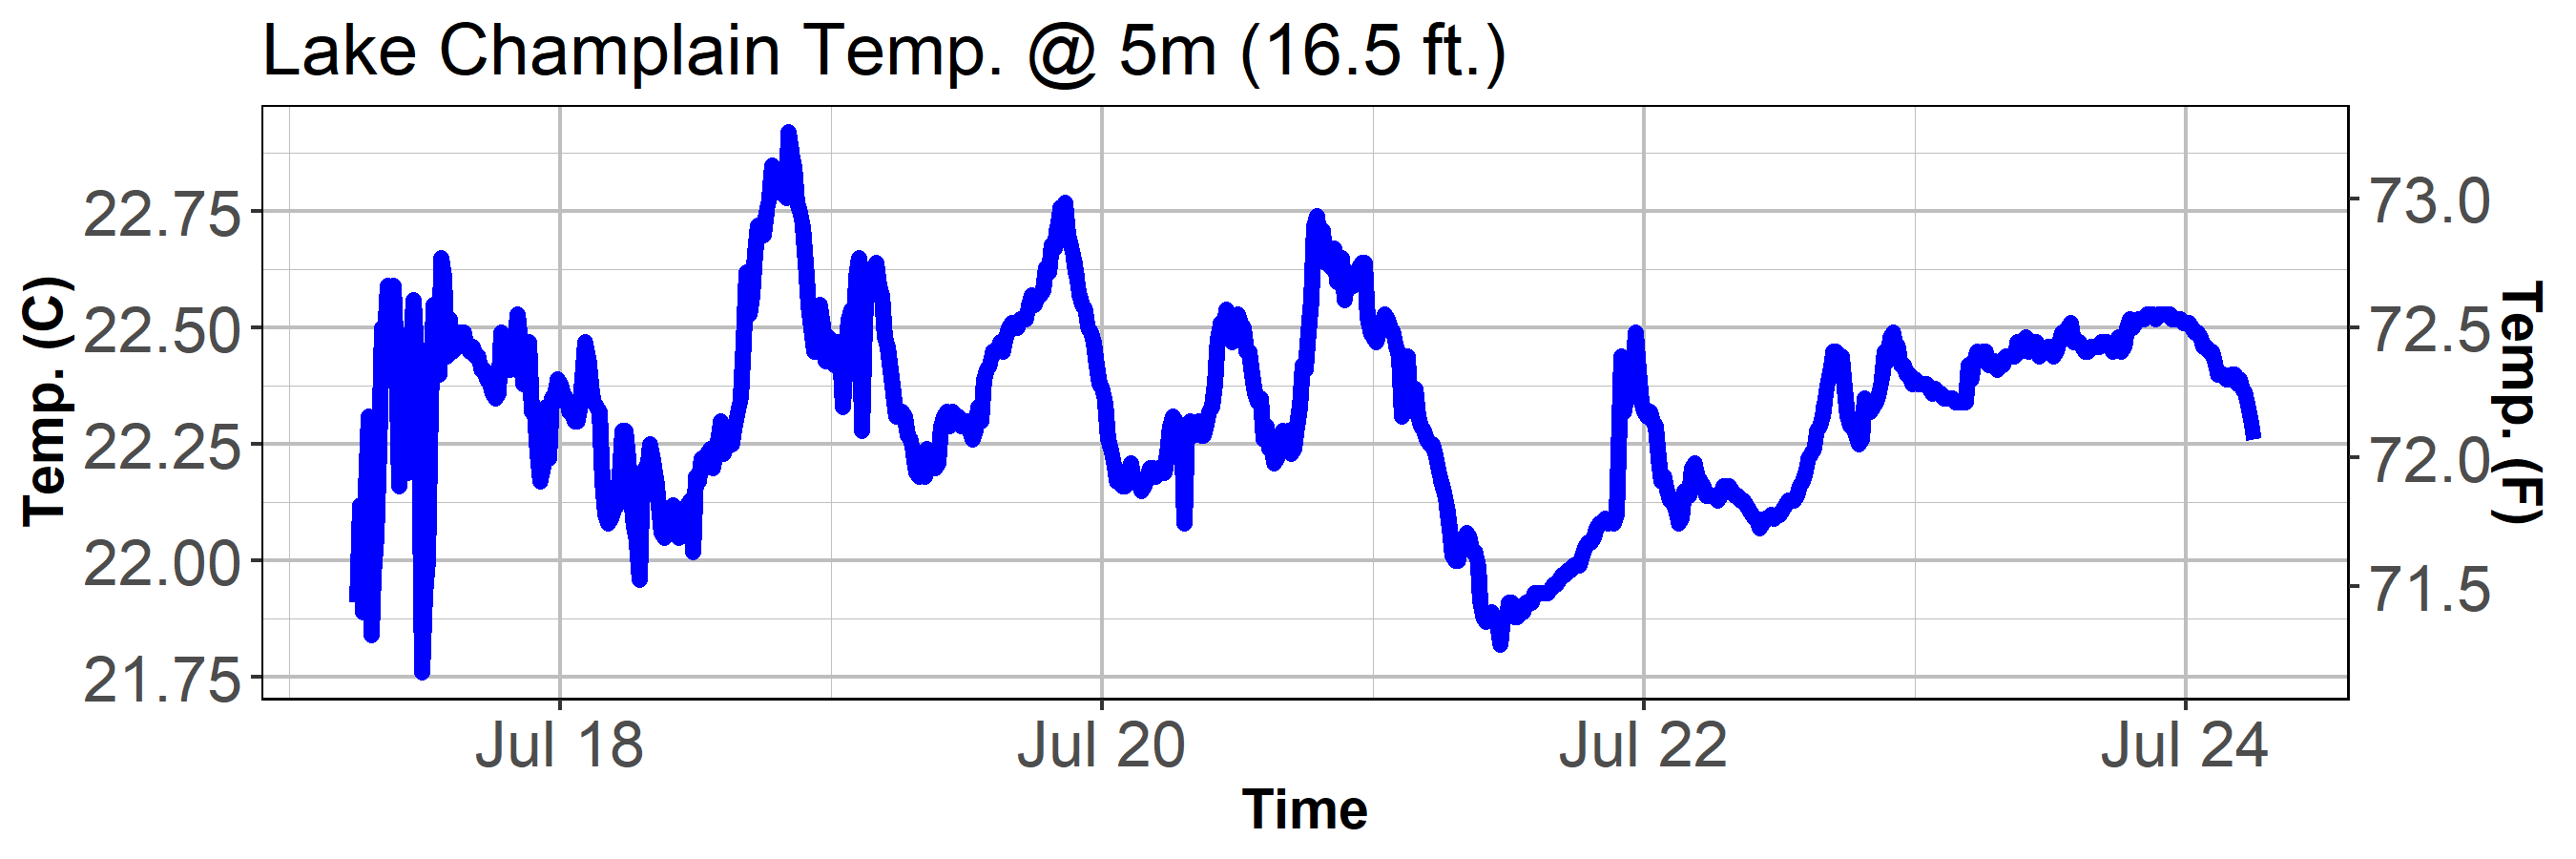 Lake Champlain Temp. @ 5m (16.5 ft.)
Temp. (C)
22.75
22.50
22.25
22.00
21.75
73.0
72.5
72.0
71.5
Temp. (F)
Jul 18
Jul 20
Jul 22
Jul 24
Time